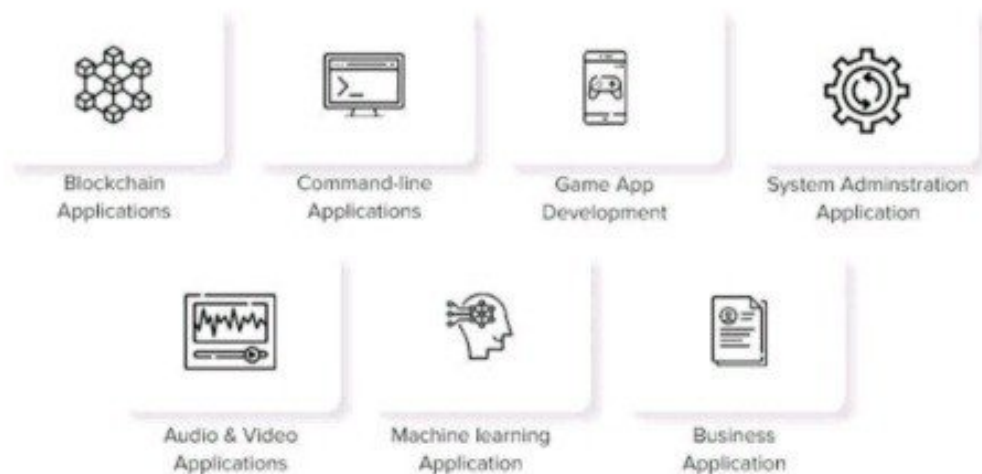 Blockchain
Applications
Command-line
Applications
Game App
Development
System Adminstration
Application
Audio & Video
Applications
Machine learning
Application
Business
Application